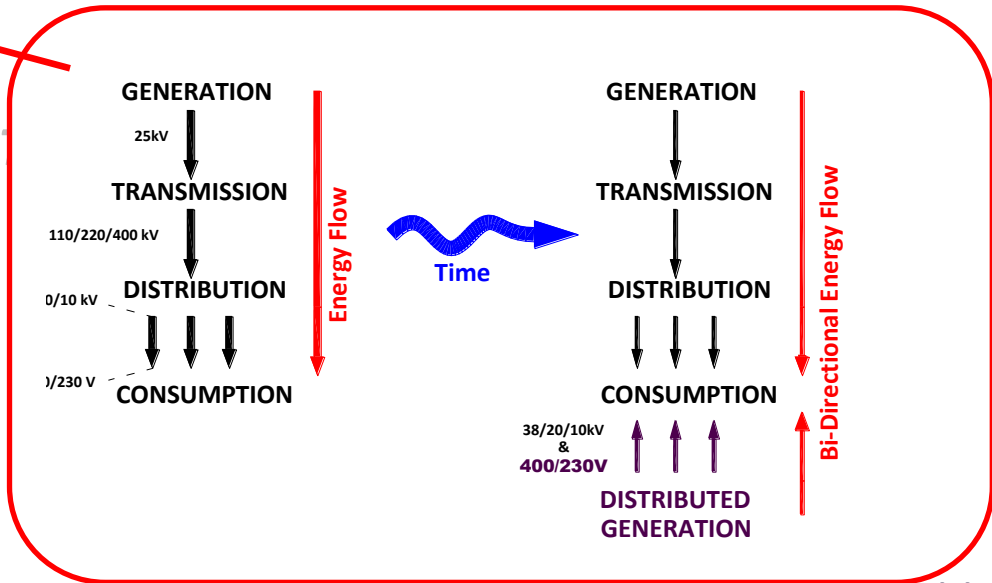 GENERATION
25kV
TRANSMISSION
110/220/400 kV
DISTRIBUTION
0/10 kV
)/230 V
CONSUMPTION
Energy Flow
Time
GENERATION
TRANSMISSION
DISTRIBUTION
CONSUMPTION
38/20/10kV
&
400/230V
DISTRIBUTED
GENERATION
Bi-Directional Energy Flow